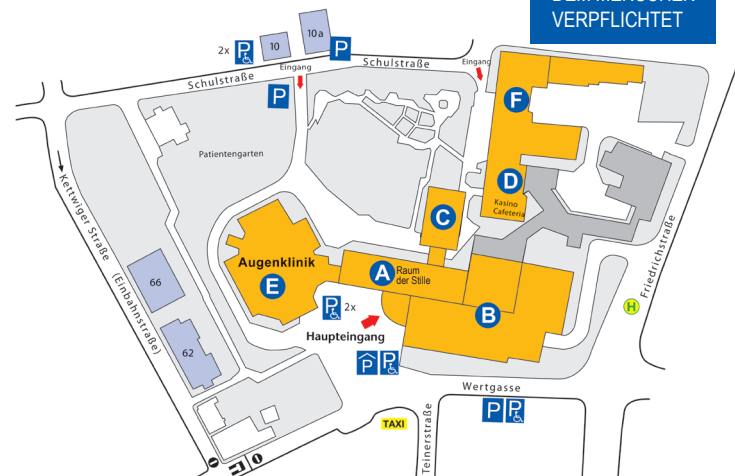 VERPFLICHTET
10
10a
2x
P
P
Schulstraße
Schulstraße
Eingang
Eingang
P
F
Patientengarten
D
Kasino
Cafeteria
C
Kettwiger Straße
(Einbahnstraße)
Friedrichstraße
Augenklinik
E
A
Raum
der Stille
66
P
2x
H
B
Haupteingang
P
P
62
Wertgasse
P
P
TAXI
Teinerstraße